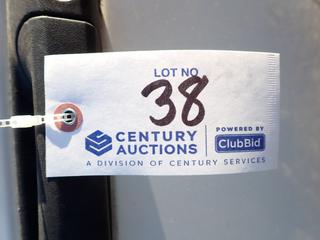 LOT NO
38
CENTURY AUCTIONS
POWERED BY
ClubBid
A DIVISION OF CENTURY SERVICES